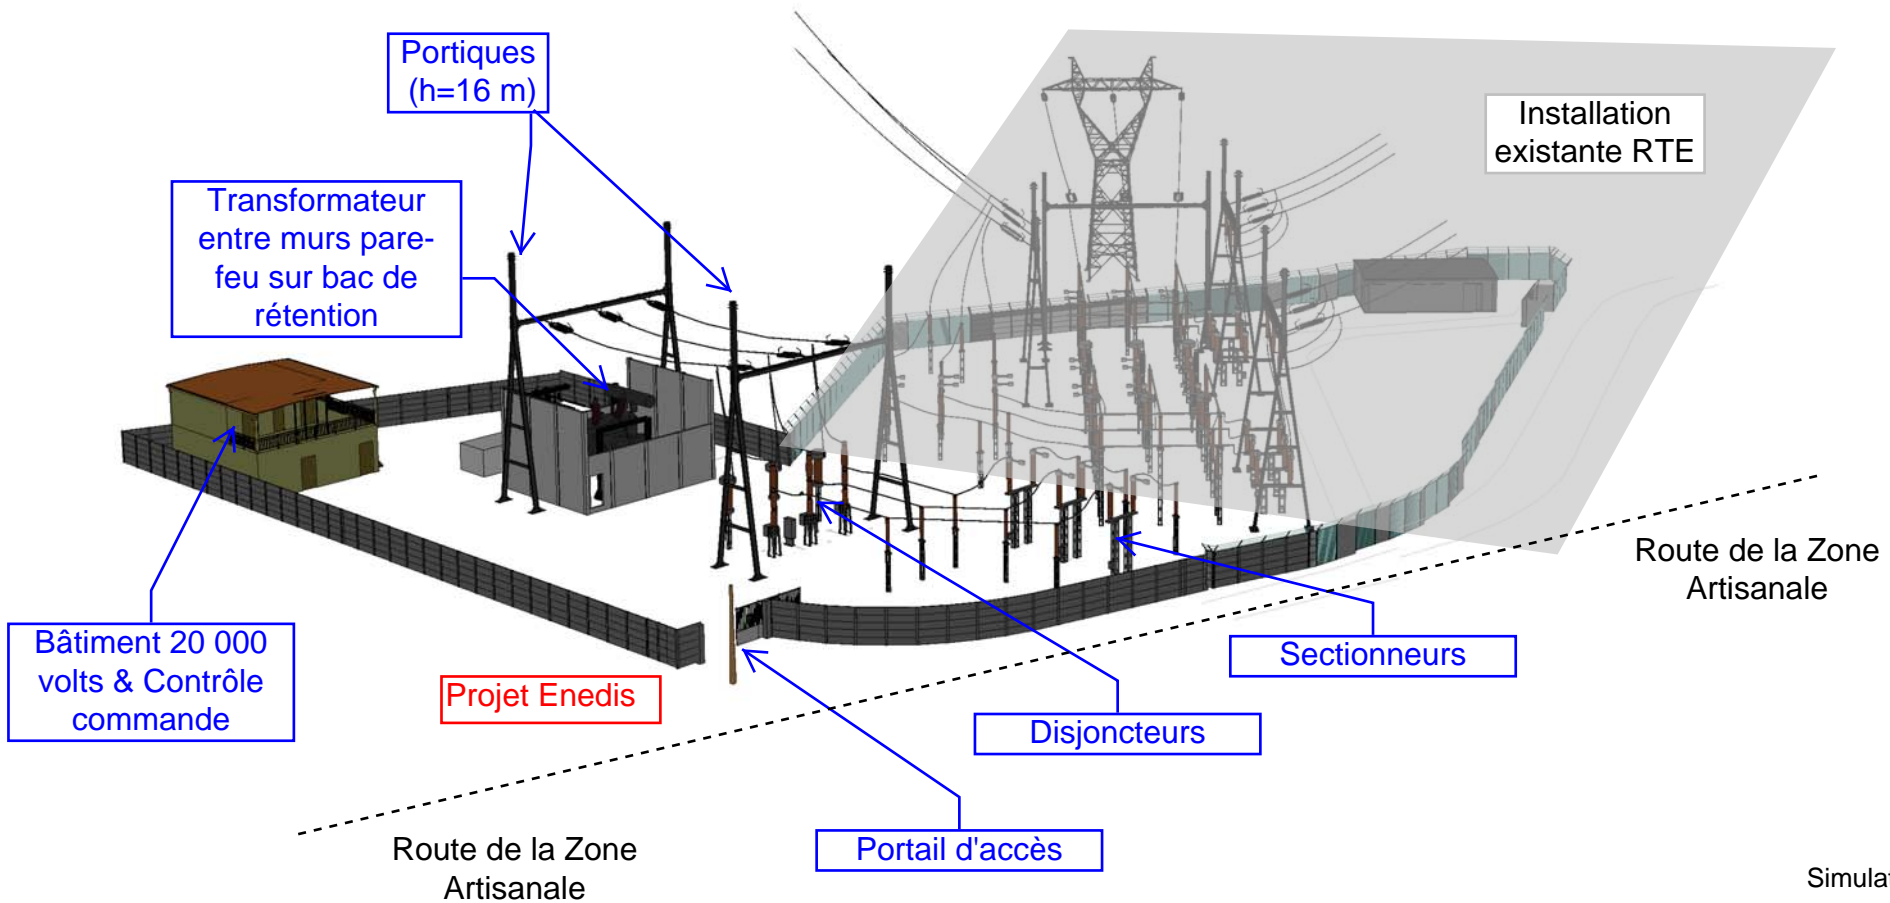 Portiques
(h=16 m)
Installation
existante RTE
Transformateur
entre murs pare-
feu sur bac de
rétention
Route de la Zone
Artisanale
Bâtiment 20 000
volts & Contrôle
commande
Sectionneurs
Projet Enedis
Disjoncteurs
Portail d'accès
Route de la Zone
Artisanale